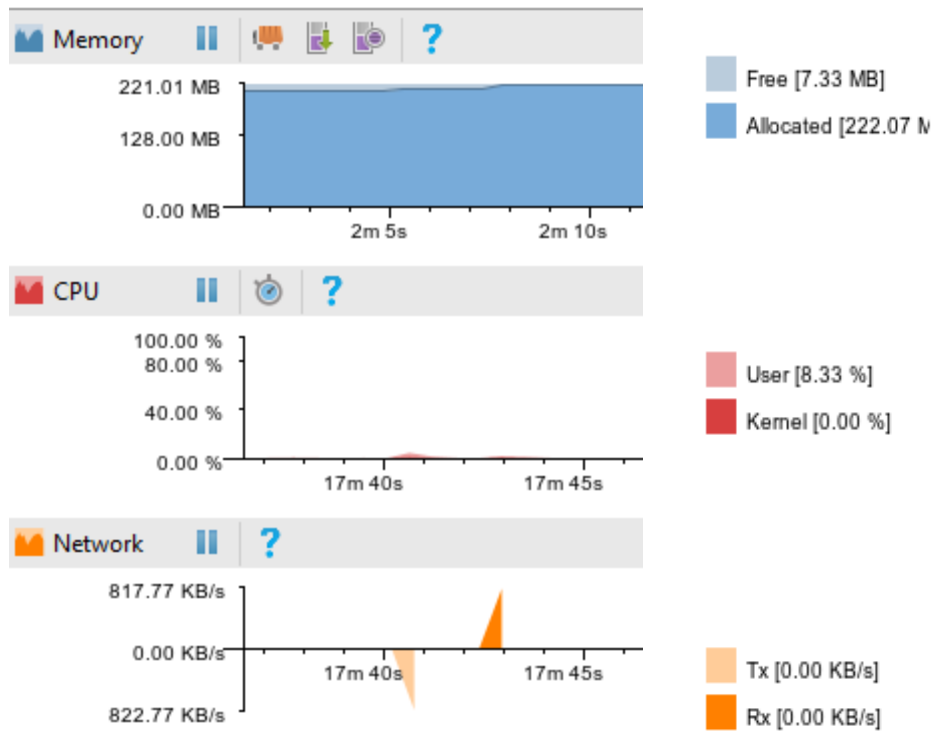 Memory ?
221.01 MB
128.00 MB
0.00 MB
2m 5s 2m 10s
Free [7.33 MB]
Allocated [222.07 M
CPU ?
100.00 %
80.00 %
40.00 %
0.00 %
17m 40s 17m 45s
User [8.33 %]
Kernel [0.00 %]
Network ?
817.77 KB/s
0.00 KB/s
822.77 KB/s
17m 40s 17m 45s
Tx [0.00 KB/s]
Rx [0.00 KB/s]